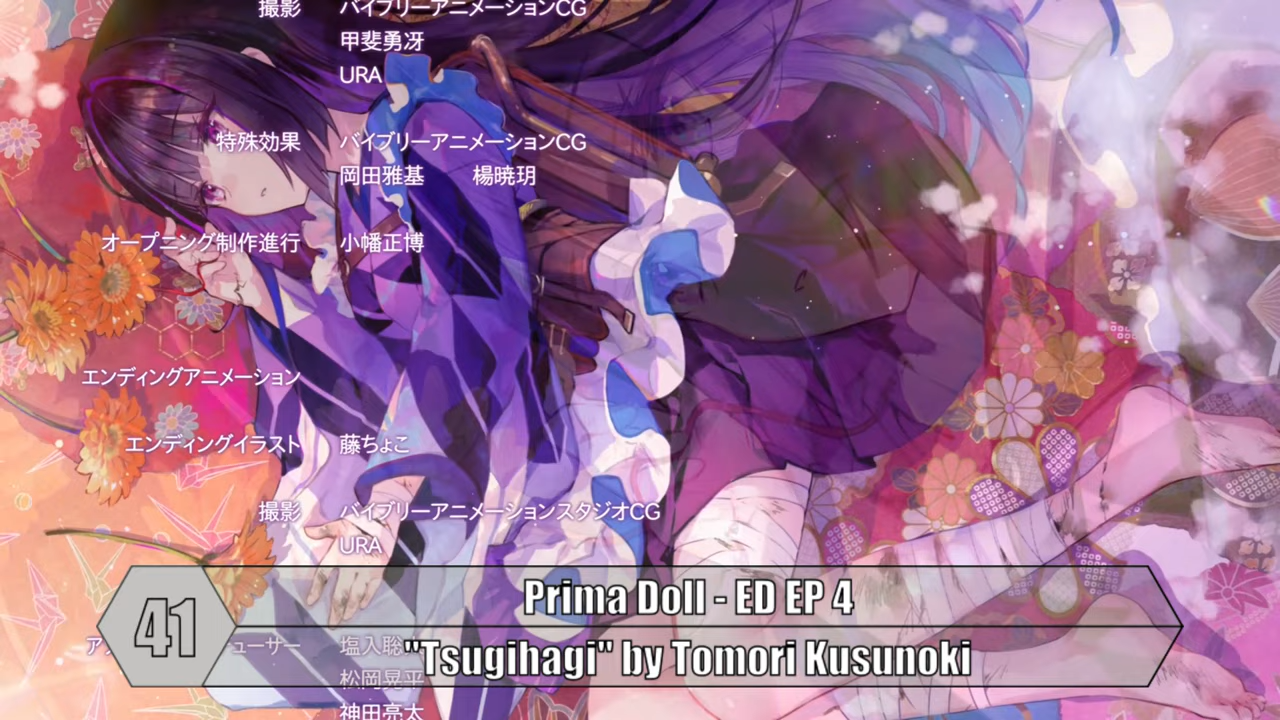 撮影 バイブリーアニメーションCG
甲斐勇冴
URA
特殊効果 バイブリーアニメーションCG
岡田雅基 楊暁玥
オープニング制作進行 小幡正博
エンディングアニメーション
エンディングイラスト 藤ちょこ
撮影 バイブリーアニメーションスタジオCG
URA
Prima Doll - ED EP 4
41
ューサー 塩入聡
"Tsugihagi" by Tomori Kusunoki
松岡晃平
神田亮太